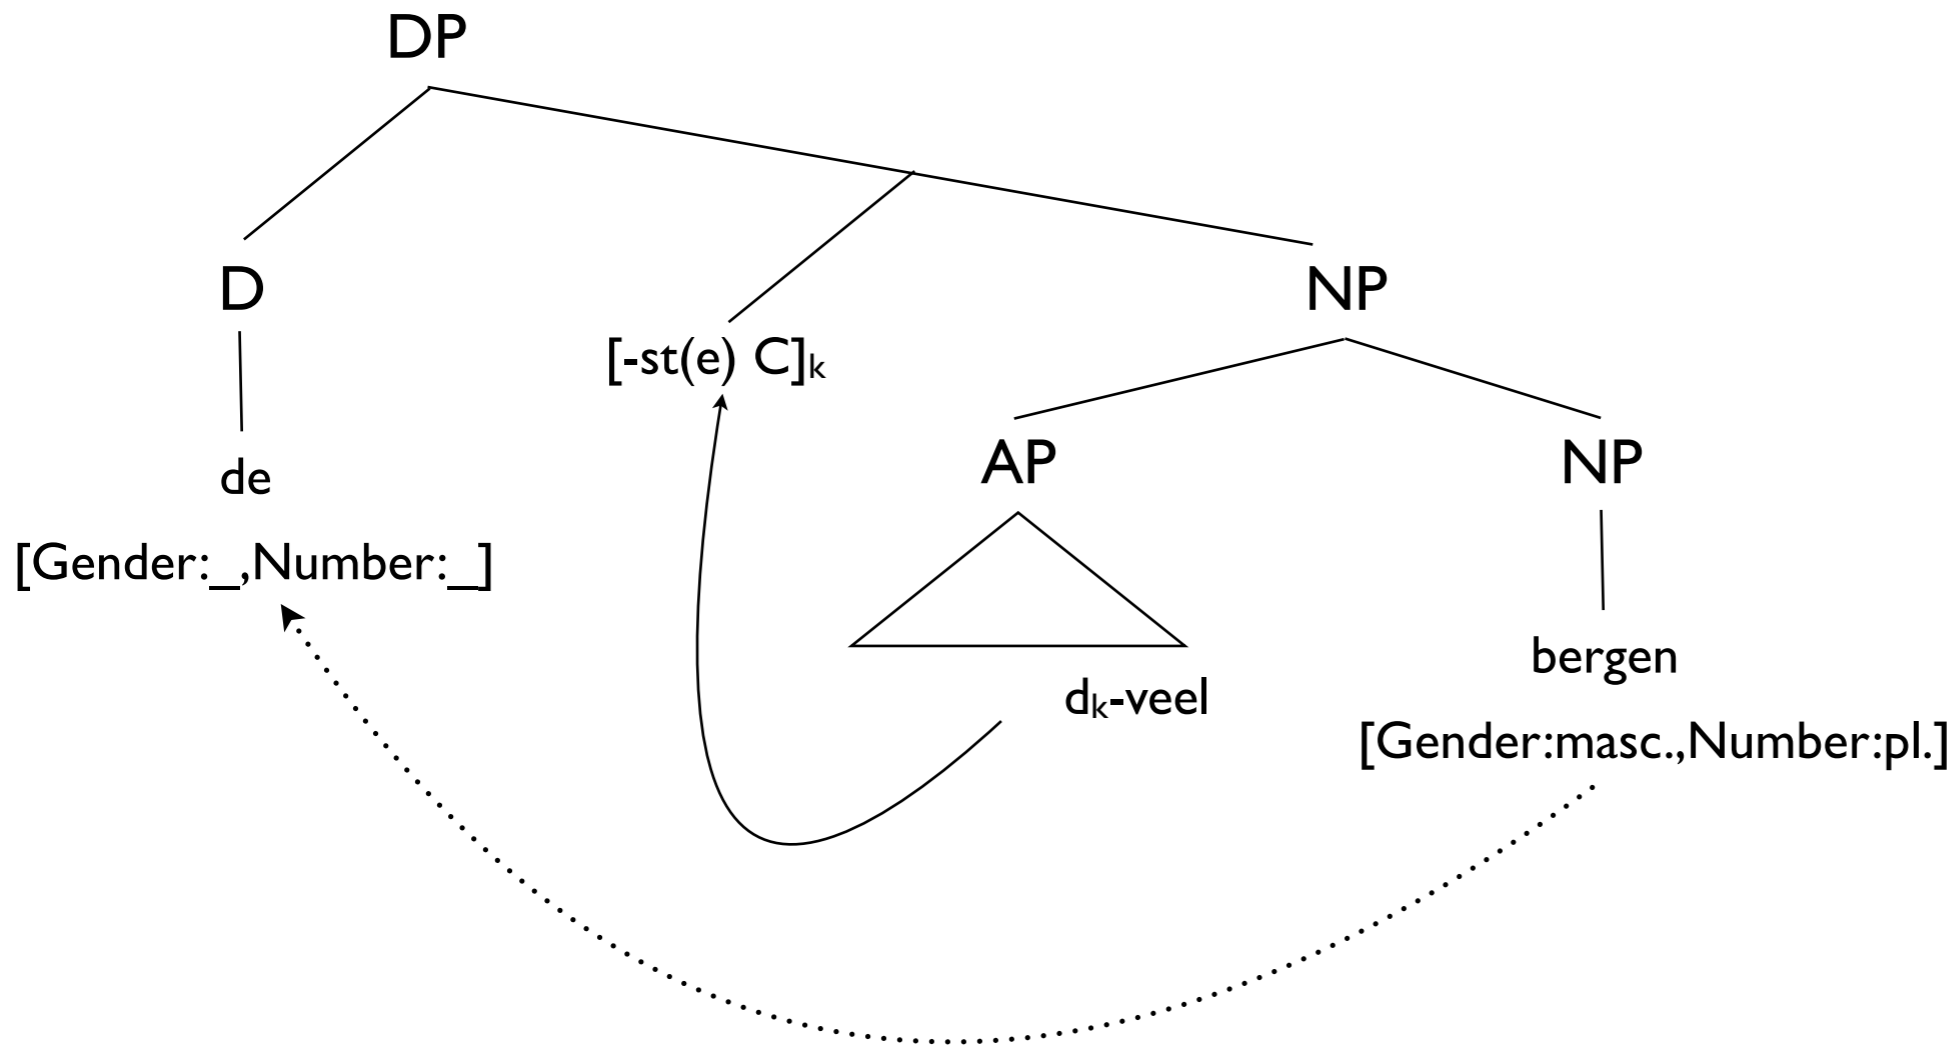 DP
D
NP
[-st(e) C]k
AP
NP
de
[Gender:_,Number:_]
bergen
dk-veel
[Gender:masc.,Number:pl.]